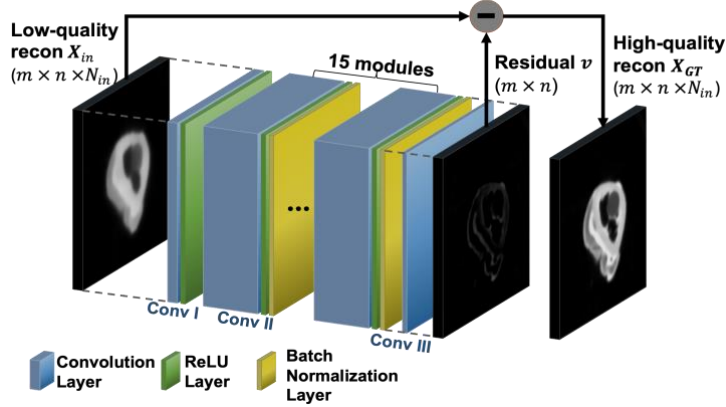 Low-quality
recon X_in
(m × n ×N_in)
15 modules
−
Residual v
(m × n)
High-quality
recon X_GT
(m × n ×N_in)
...
Conv I
Conv II
Conv III
Convolution
Layer
ReLU
Layer
Batch
Normalization
Layer